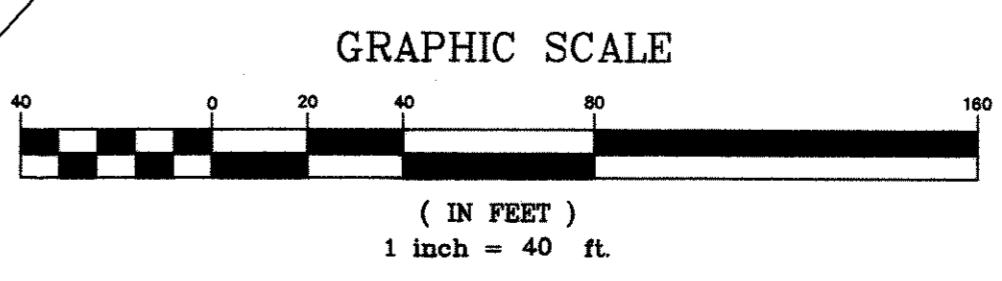 GRAPHIC SCALE
40 0 20 40 80 160
( IN FEET )
1 inch = 40 ft.